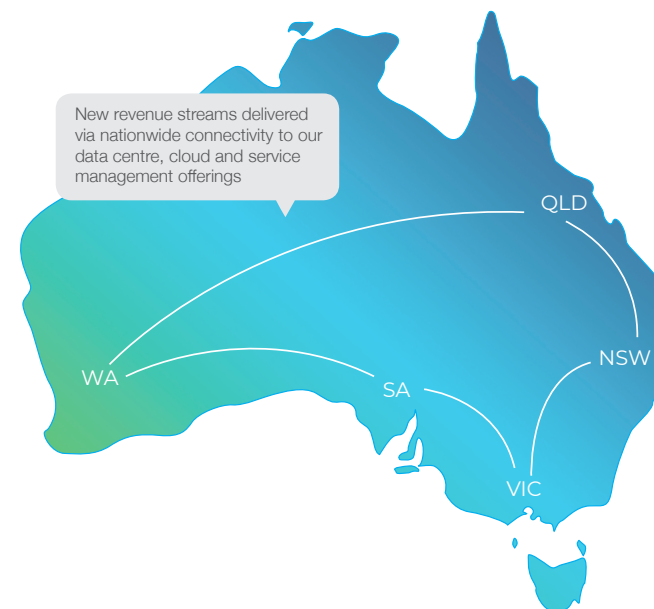 New revenue streams delivered
via nationwide connectivity to our
data centre, cloud and service
management offerings
QLD
NSW
WA
SA
VIC